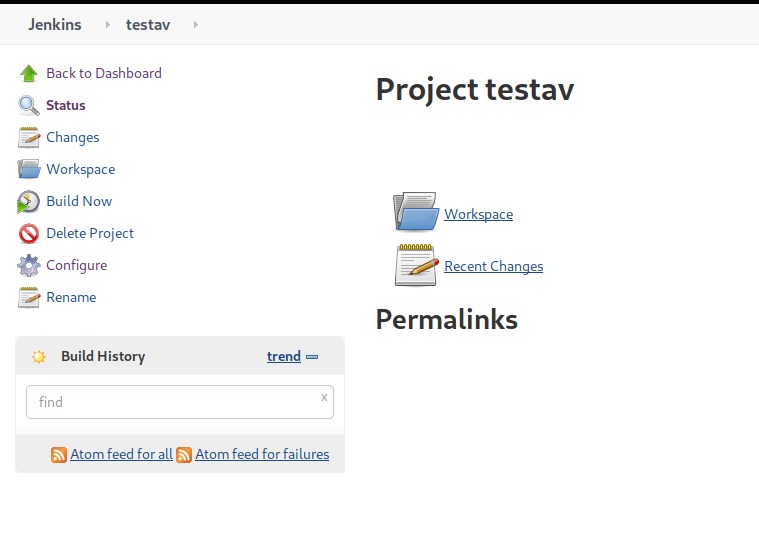 Jenkins testav
Back to Dashboard
Status
Changes
Workspace
Build Now
Delete Project
Configure
Rename
Build History trend
find x
Atom feed for all Atom feed for failures
Project testav
Workspace
Recent Changes
Permalinks